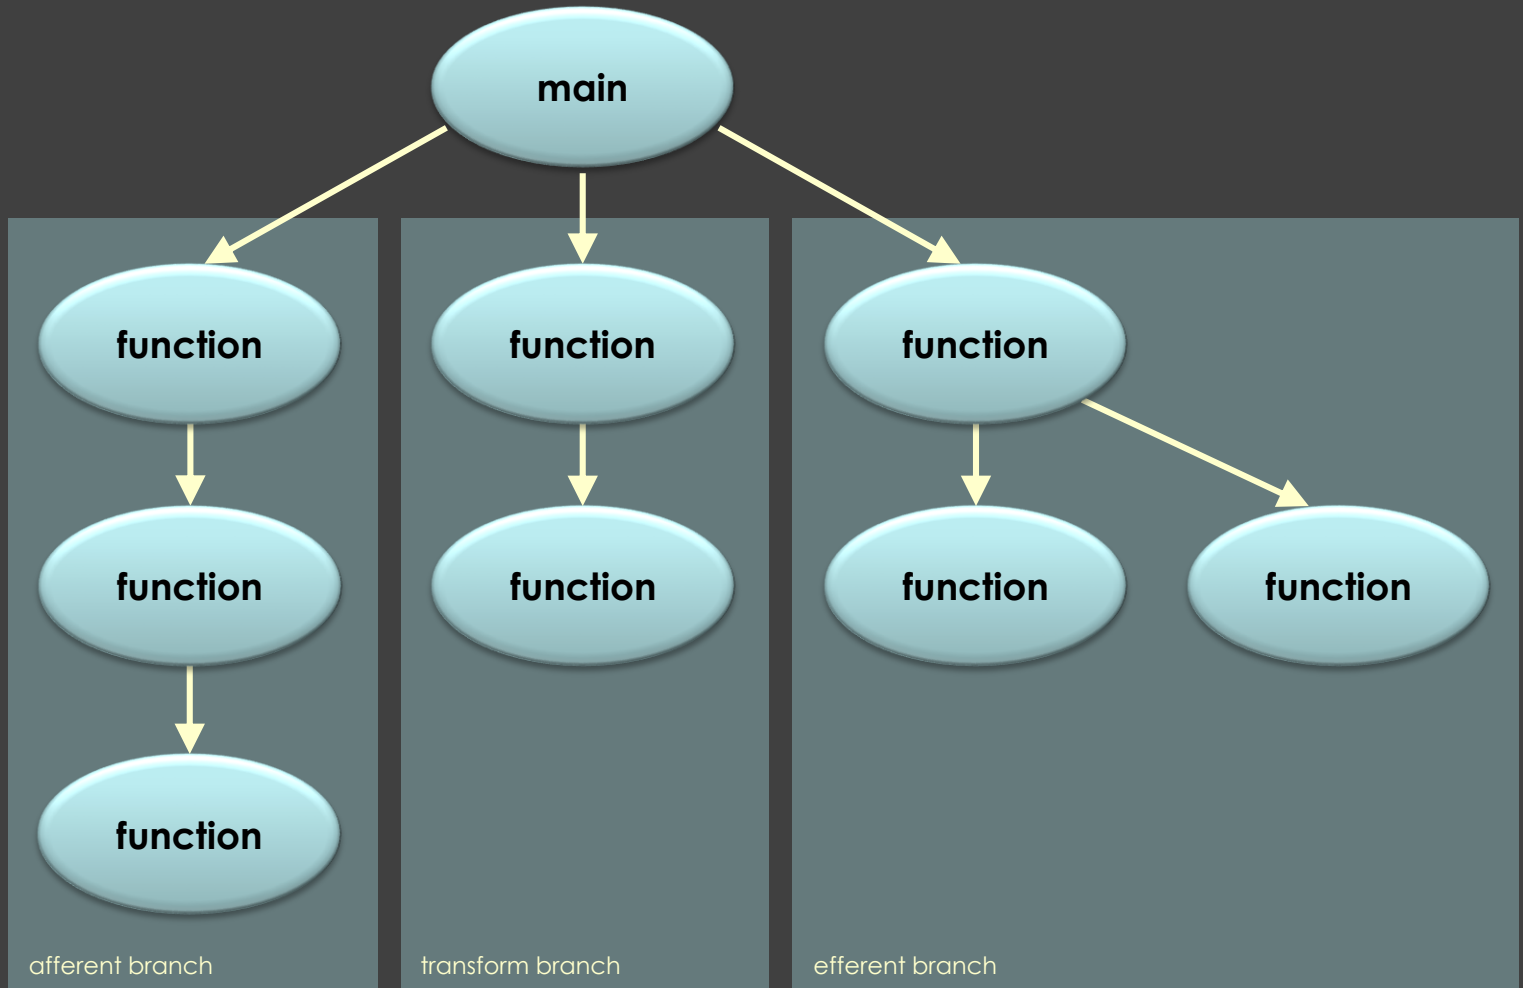 main
function
function
function
function
function
function
function
function
afferent branch
transform branch
efferent branch